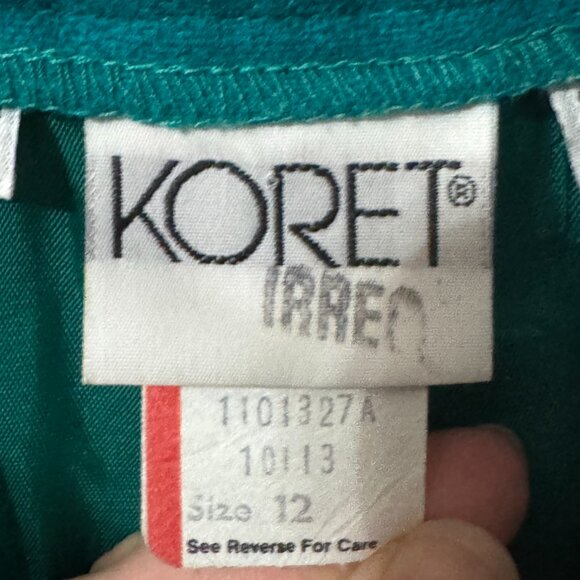 KORET®
IRREG
1101327A
10113
Size 12
See Reverse For Care